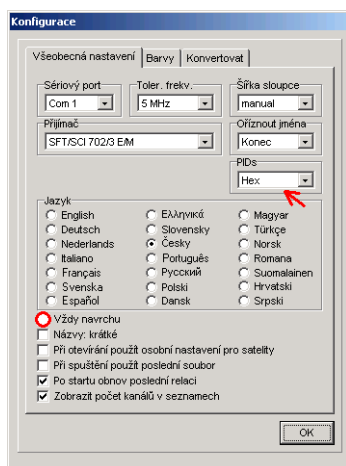 Konfigurace
Všeobecná nastavení Barvy Konvertovat
Sériový port Toler. frekv. Šířka sloupce
Com 1 5 MHz manual
Přijímač Oříznout jména
SFT/SCI 702/3 E/M Konec
PIDs
Hex
Jazyk
English Ελληνικά Magyar
Deutsch Slovensky Türkçe
Nederlands Česky Norsk
Italiano Português Romana
Français Русский Suomalainen
Svenska Polski Hrvatski
Español Dansk Srpski
Vždy navrchu
Názvy: krátké
Při otevírání použít osobní nastavení pro satelity
Při spuštění použít poslední soubor
Po startu obnov poslední relaci
Zobrazit počet kanálů v seznamech
OK